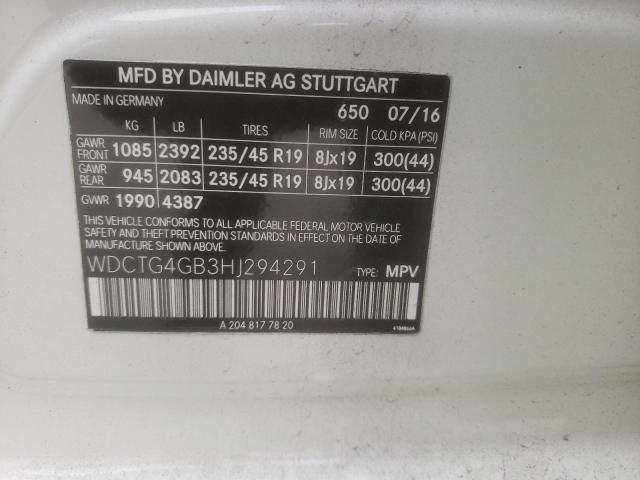 MFD BY DAIMLER AG STUTTGART
MADE IN GERMANY 650 07/16
KG LB TIRES RIM SIZE COLD KPA (PSI)
GAWR FRONT 1085 2392 235/45 R19 8Jx19 300(44)
GAWR REAR 945 2083 235/45 R19 8Jx19 300(44)
GVWR 1990 4387
THIS VEHICLE CONFORMS TO ALL APPLICABLE FEDERAL MOTOR VEHICLE
SAFETY AND THEFT PREVENTION STANDARDS IN EFFECT ON THE DATE
OF MANUFACTURE SHOWN ABOVE.
WDCTG4GB3HJ294291 TYPE: MPV
A 204 817 78 20